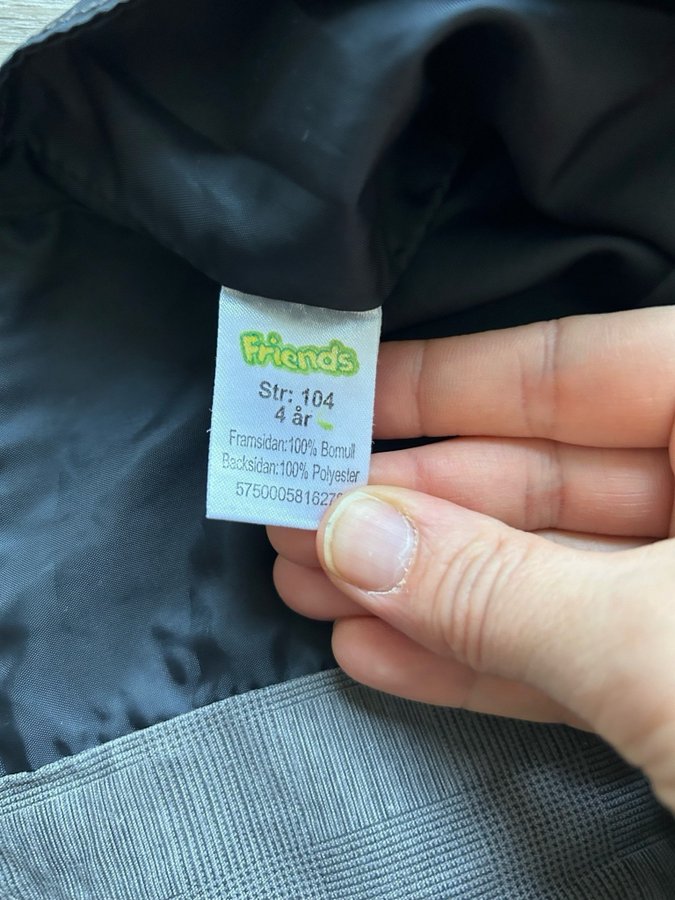 Friends
Str: 104
4 år
Framsidan:100% Bomull
Backsidan:100% Polyester